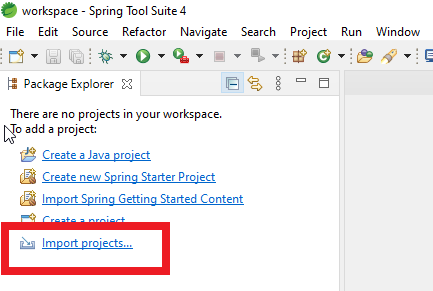 workspace - Spring Tool Suite 4
File Edit Source Refactor Navigate Search Project Run
Package Explorer
There are no projects in your workspace.
To add a project:
Create a Java project
Create new Spring Starter Project
Import Spring Getting Started Content
Create a project
Import projects...